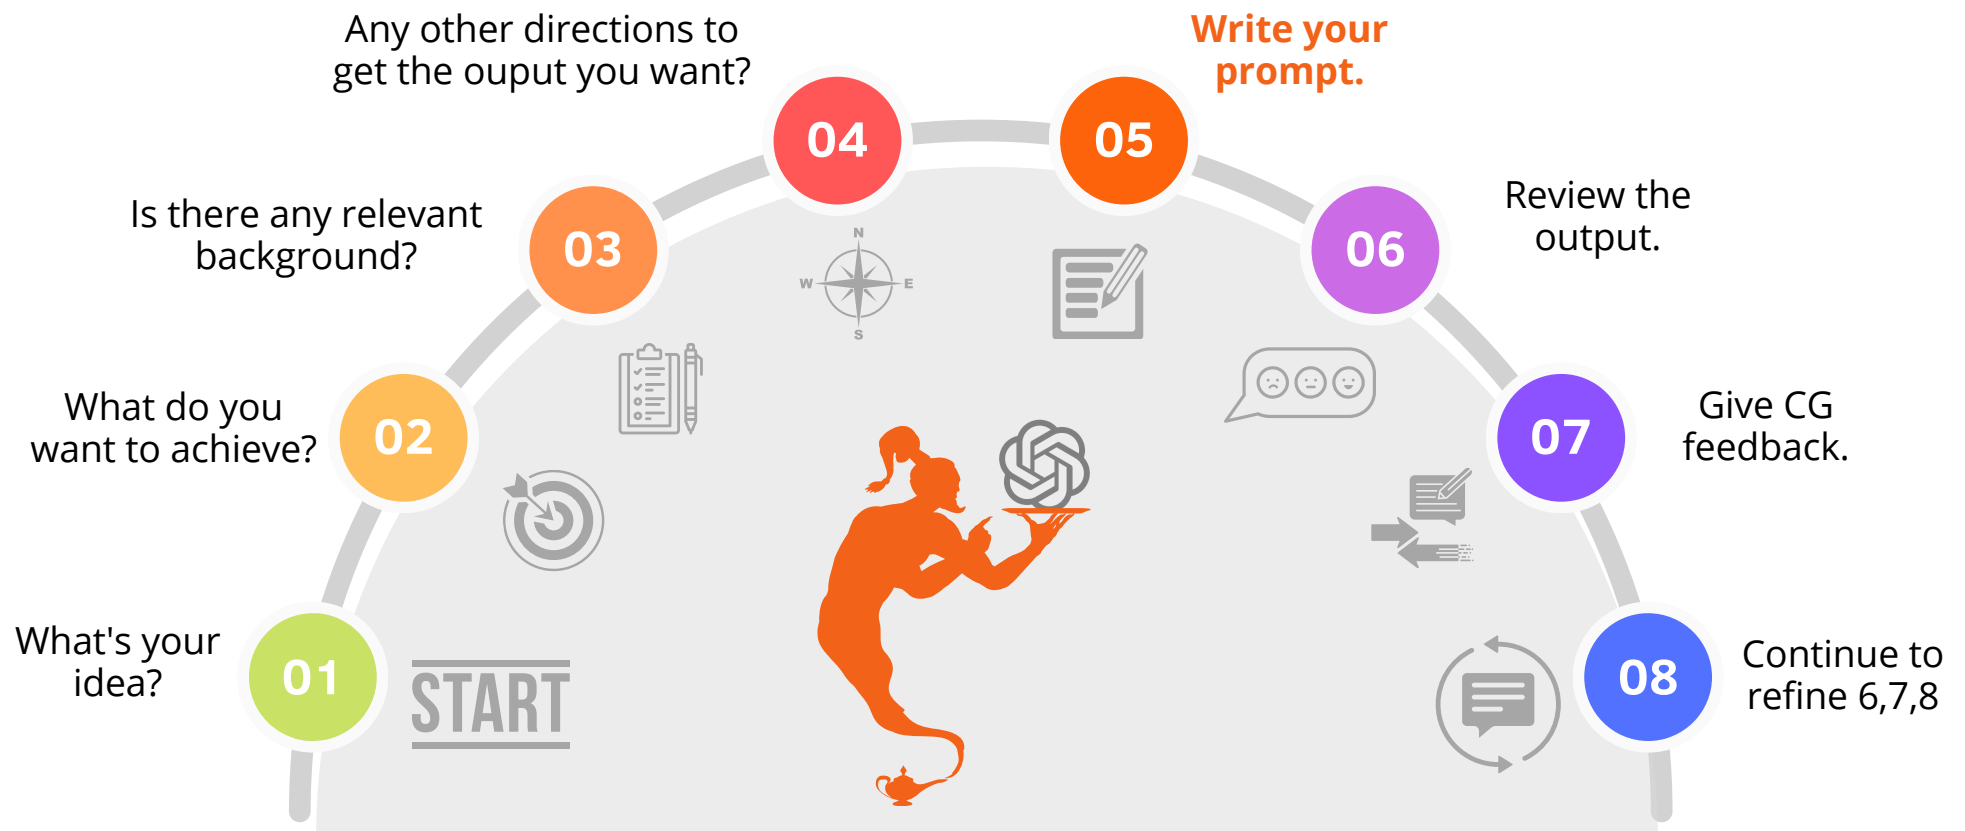 What's your
idea?
01
START
What do you
want to achieve?
02
Is there any relevant
background?
03
Any other directions to
get the ouput you want?
04
N
W
E
S
Write your
prompt.
05
Review the
output.
06
Give CG
feedback.
07
Continue to
refine 6,7,8
08